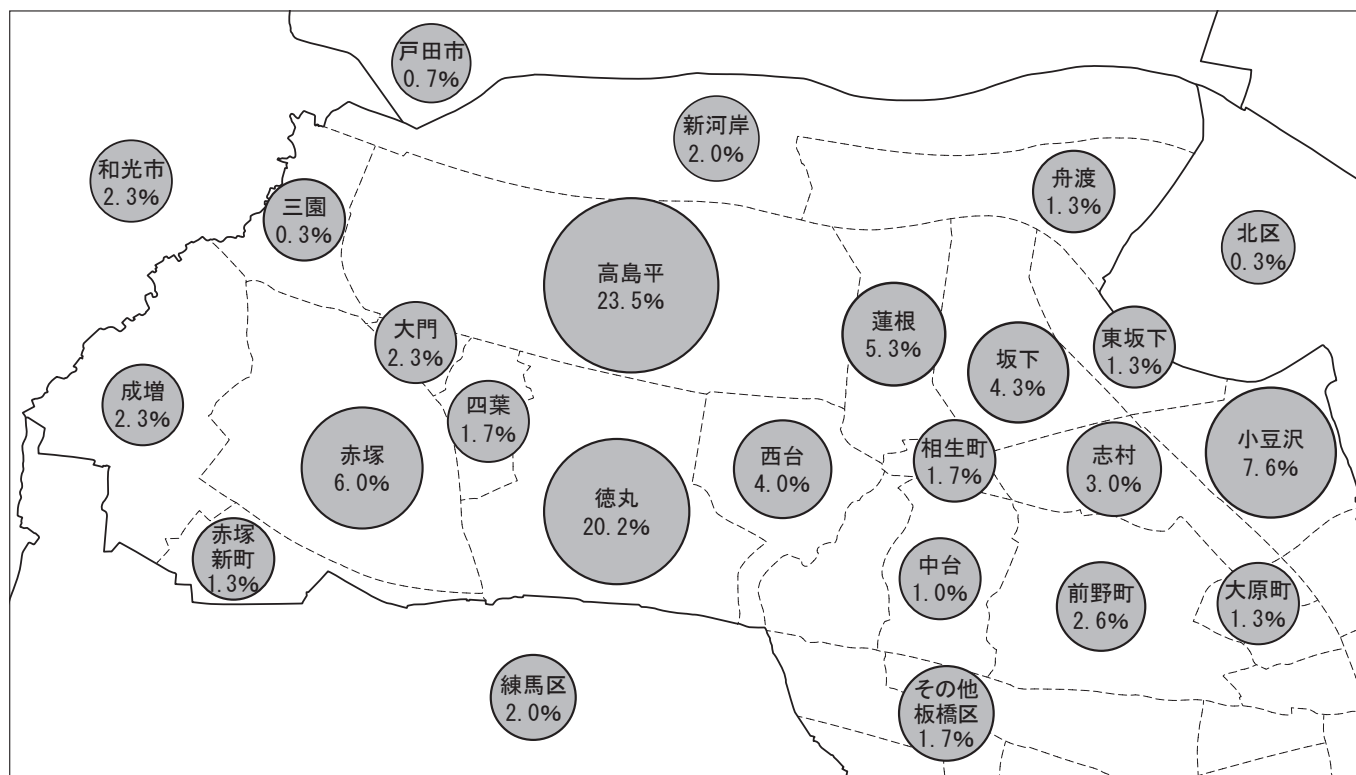 戸田市
0.7%
新河岸
2.0%
和光市
2.3%
舟渡
1.3%
三園
0.3%
北区
0.3%
高島平
23.5%
蓮根
5.3%
東坂下
1.3%
大門
2.3%
坂下
4.3%
成増
2.3%
四葉
1.7%
小豆沢
7.6%
赤塚
6.0%
西台
4.0%
相生町
1.7%
志村
3.0%
徳丸
20.2%
赤塚
新町
1.3%
中台
1.0%
前野町
2.6%
大原町
1.3%
練馬区
2.0%
その他
板橋区
1.7%